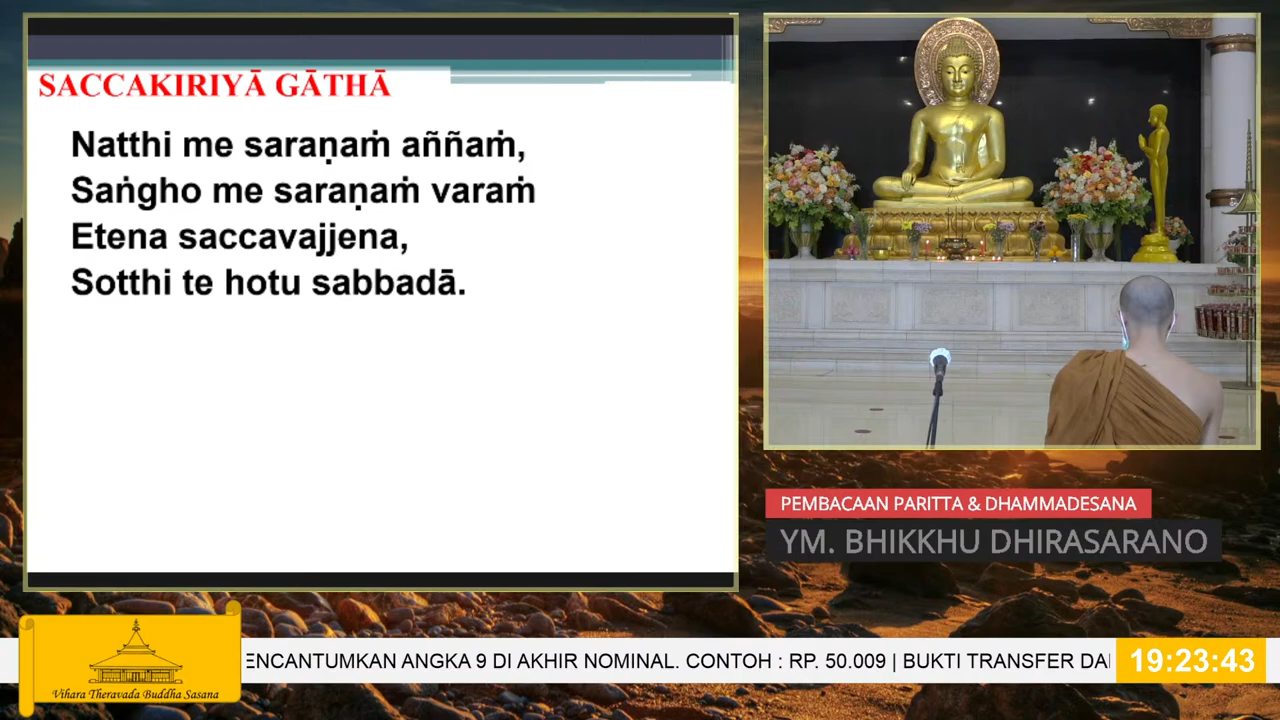 SACCAKIRIYĀ GĀTHĀ
Natthi me saraṇaṁ aññaṁ,
Saṅgho me saraṇaṁ varaṁ
Etena saccavajjena,
Sotthi te hotu sabbadā.
PEMBACAAN PARITTA & DHAMMADESANA
YM. BHIKKHU DHIRASARANO
Vihara Theravada Buddha Sasana
ENCANTUMKAN ANGKA 9 DI AKHIR NOMINAL. CONTOH : RP. 50.009 | BUKTI TRANSFER DA
19:23:43